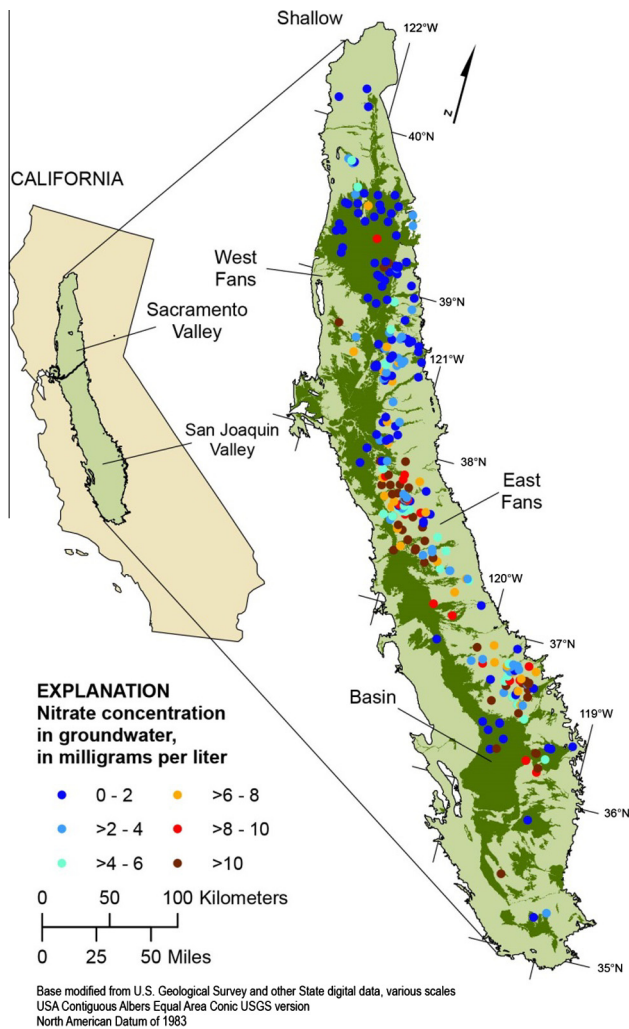 Shallow
122°W
N
40°N
CALIFORNIA
West
Fans
39°N
Sacramento
Valley
121°W
San Joaquin
Valley
38°N
East
Fans
120°W
37°N
EXPLANATION
Nitrate concentration
in groundwater,
in milligrams per liter
Basin
119°W
0 - 2
>6 - 8
>2 - 4
>8 - 10
>4 - 6
>10
36°N
0 50 100 Kilometers
0 25 50 Miles
35°N
Base modified from U.S. Geological Survey and other State digital data, various scales
USA Contiguous Albers Equal Area Conic USGS version
North American Datum of 1983